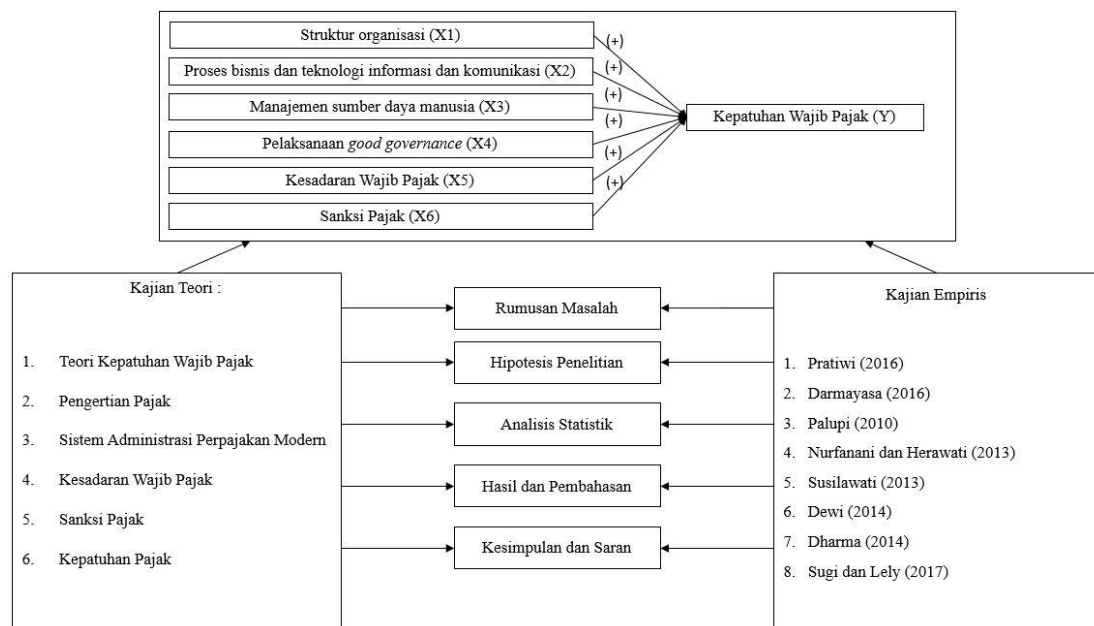 Struktur organisasi (X1)
(+)
Proses bisnis dan teknologi informasi dan komunikasi (X2)
(+)
Manajemen sumber daya manusia (X3)
(+)
Kepatuhan Wajib Pajak (Y)
(+)
Pelaksanaan good governance (X4)
(+)
Kesadaran Wajib Pajak (X5)
(+)
Sanksi Pajak (X6)
Kajian Teori :
1. Teori Kepatuhan Wajib Pajak
2. Pengertian Pajak
3. Sistem Administrasi Perpajakan Modern
4. Kesadaran Wajib Pajak
5. Sanksi Pajak
6. Kepatuhan Pajak
Rumusan Masalah
Hipotesis Penelitian
Analisis Statistik
Hasil dan Pembahasan
Kesimpulan dan Saran
Kajian Empiris
1. Pratiwi (2016)
2. Darmayasa (2016)
3. Palupi (2010)
4. Nurfanani dan Herawati (2013)
5. Susilawati (2013)
6. Dewi (2014)
7. Dharma (2014)
8. Sugi dan Lely (2017)